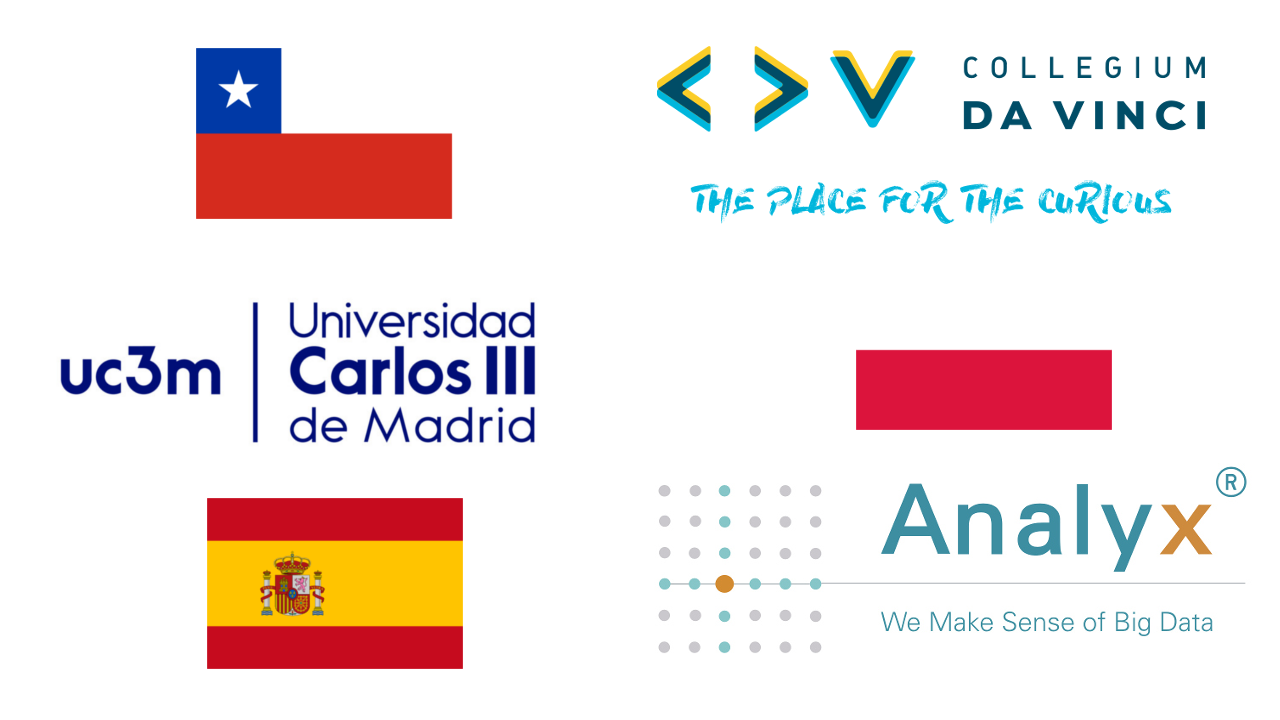 COLLEGIUM
DA VINCI
THE PLACE FOR THE CURIOUS
uc3m
Universidad
Carlos III
de Madrid
Analyx®
We Make Sense of Big Data